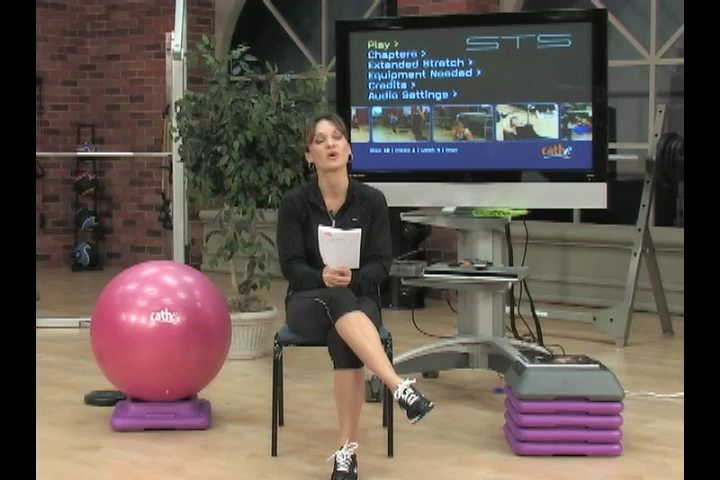 STS
Play >
Chapters >
Extended Stretch >
Equipment Needed >
Credits >
Audio Settings >
cathe
cathe